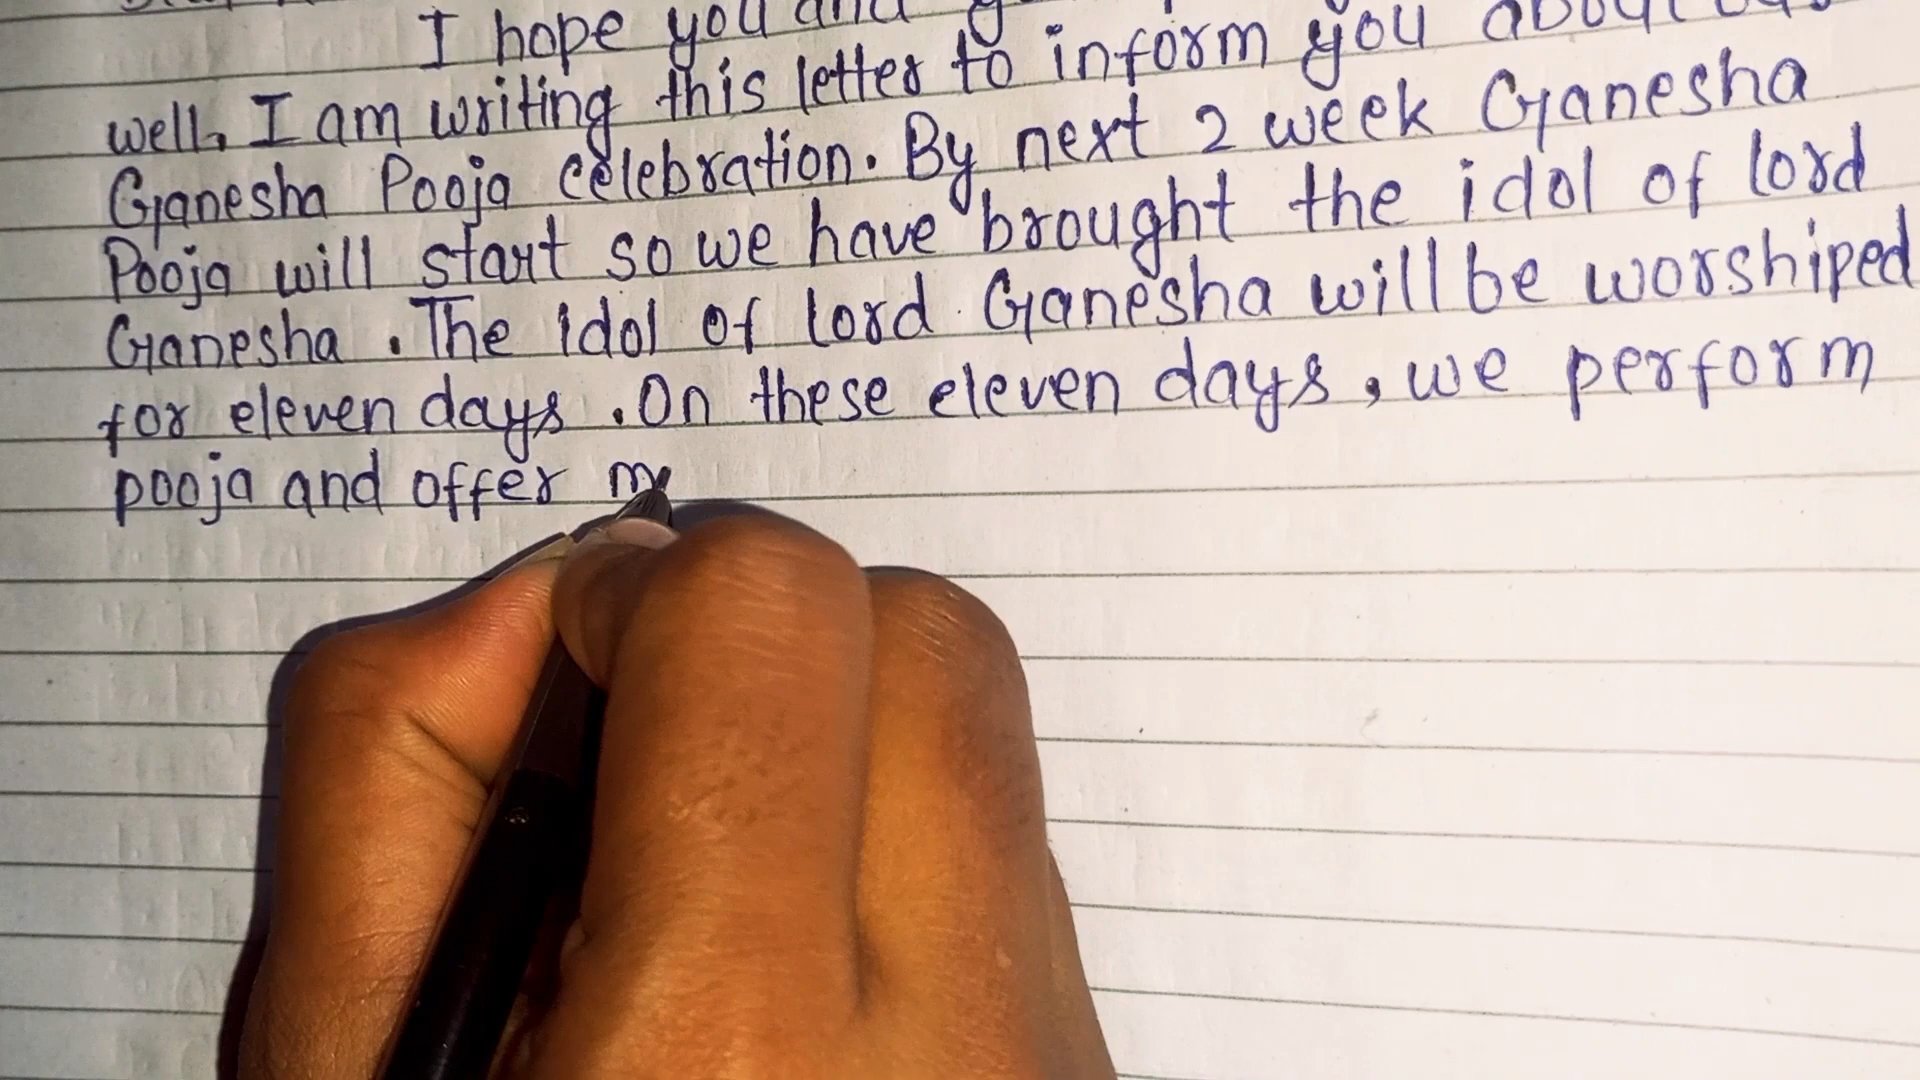 I hope you and
well. I am writing this letter to inform you about
Ganesha Pooja celebration. By next 2 week Ganesha
Pooja will start so we have brought the idol of lord
Ganesha . The idol of lord Ganesha will be worshiped
for eleven days . On these eleven days , we perform
pooja and offer